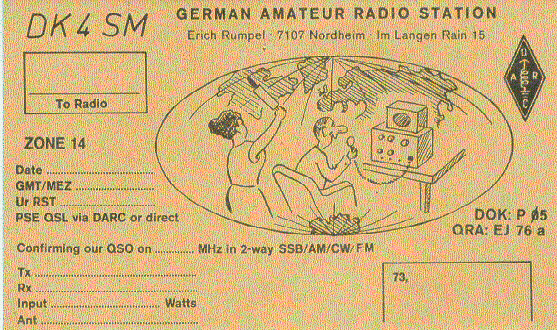 DK4SM
GERMAN AMATEUR RADIO STATION
Erich Rumpel · 7107 Nordheim · Im Langen Rain 15
To Radio
D
A R
C
ZONE 14
Date
GMT/MEZ
Ur RST
PSE QSL via DARC or direct
DOK: P Ø5
QRA: EJ 76 a
Confirming our QSO on MHz in 2-way SSB/AM/CW/FM
Tx
Rx
Input Watts
Ant
73,